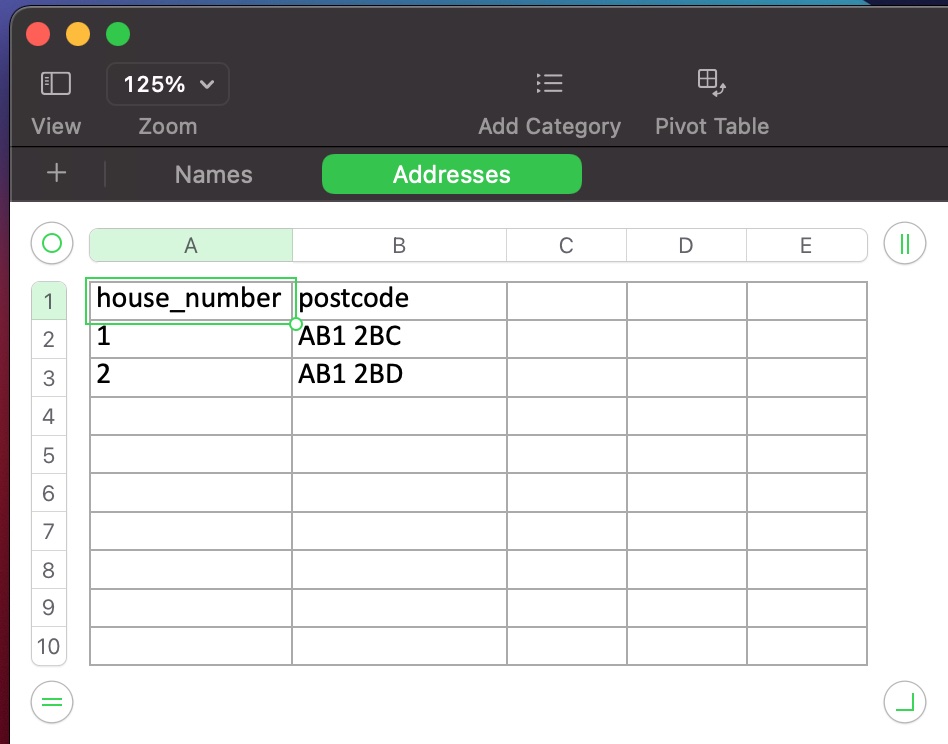 125%
View
Zoom
Add Category
Pivot Table
+
Names
Addresses
A B C D E
1 house_number postcode
2 1 AB1 2BC
3 2 AB1 2BD
4
5
6
7
8
9
10